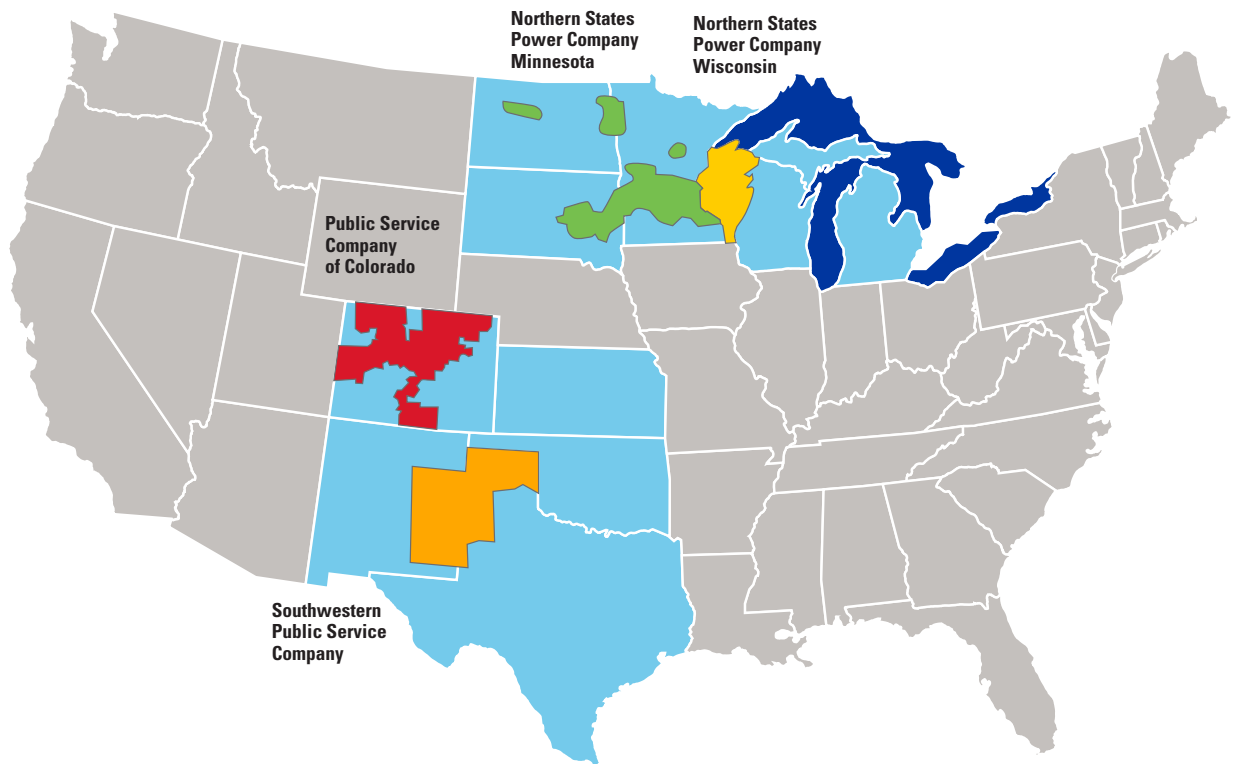 Northern States
Power Company
Minnesota
Northern States
Power Company
Wisconsin
Public Service
Company
of Colorado
Southwestern
Public Service
Company